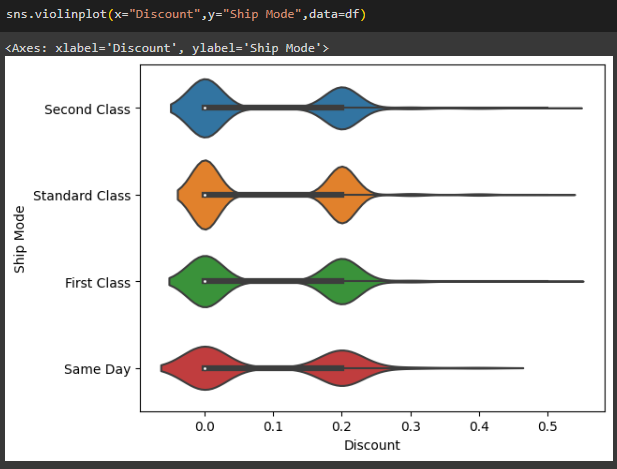 sns.violinplot(x="Discount",y="Ship Mode",data=df)
<Axes: xlabel='Discount', ylabel='Ship Mode'>
Second Class
Standard Class
Ship Mode
First Class
Same Day
0.0 0.1 0.2 0.3 0.4 0.5
Discount